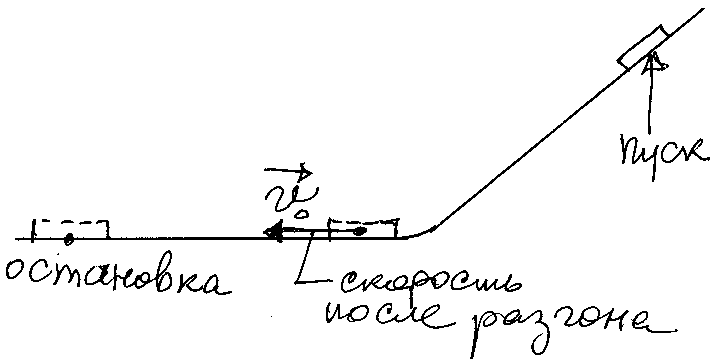 пуск
v₀
остановка
скорость
после разгона